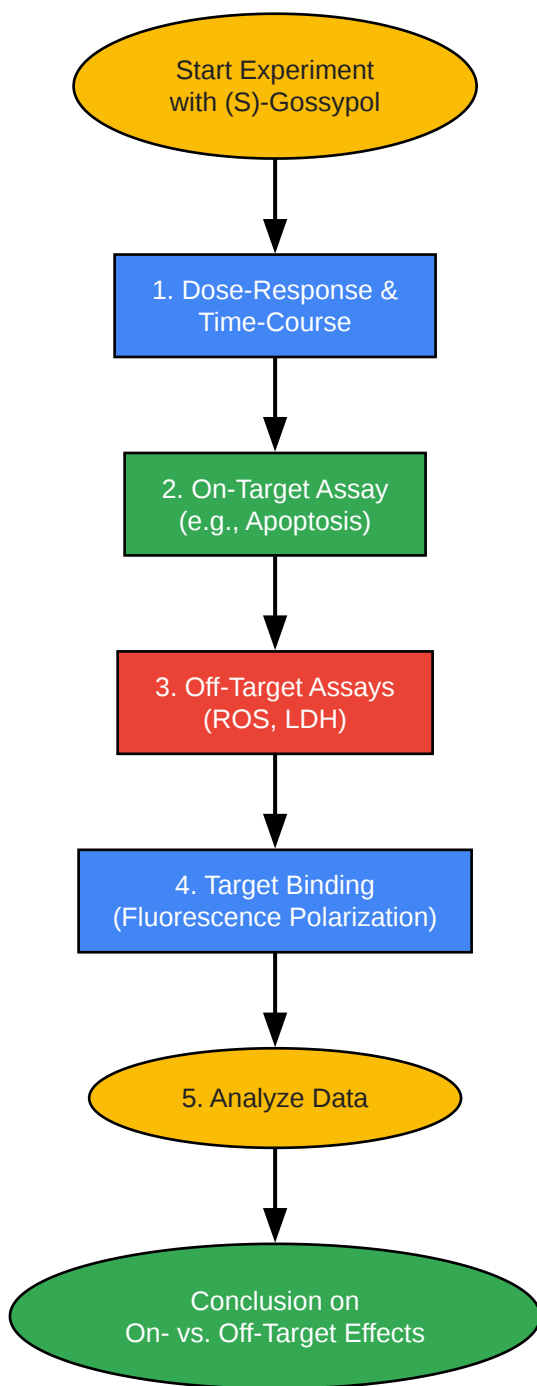 Start Experiment
with (S)-Gossypol
1. Dose-Response &
Time-Course
2. On-Target Assay
(e.g., Apoptosis)
3. Off-Target Assays
(ROS, LDH)
4. Target Binding
(Fluorescence Polarization)
5. Analyze Data
Conclusion on
On- vs. Off-Target Effects